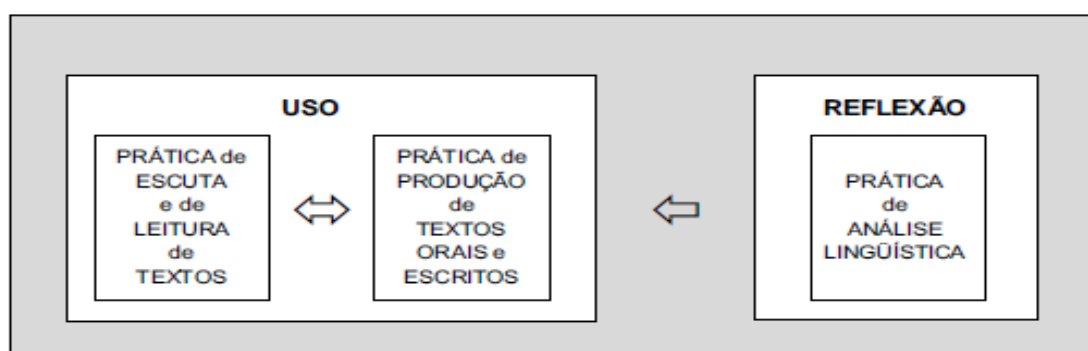 USO
PRÁTICA de
ESCUTA
e de
LEITURA
de
TEXTOS
PRÁTICA de
PRODUÇÃO
de
TEXTOS
ORAIS e
ESCRITOS
REFLEXÃO
PRÁTICA
de
ANÁLISE
LINGÜÍSTICA